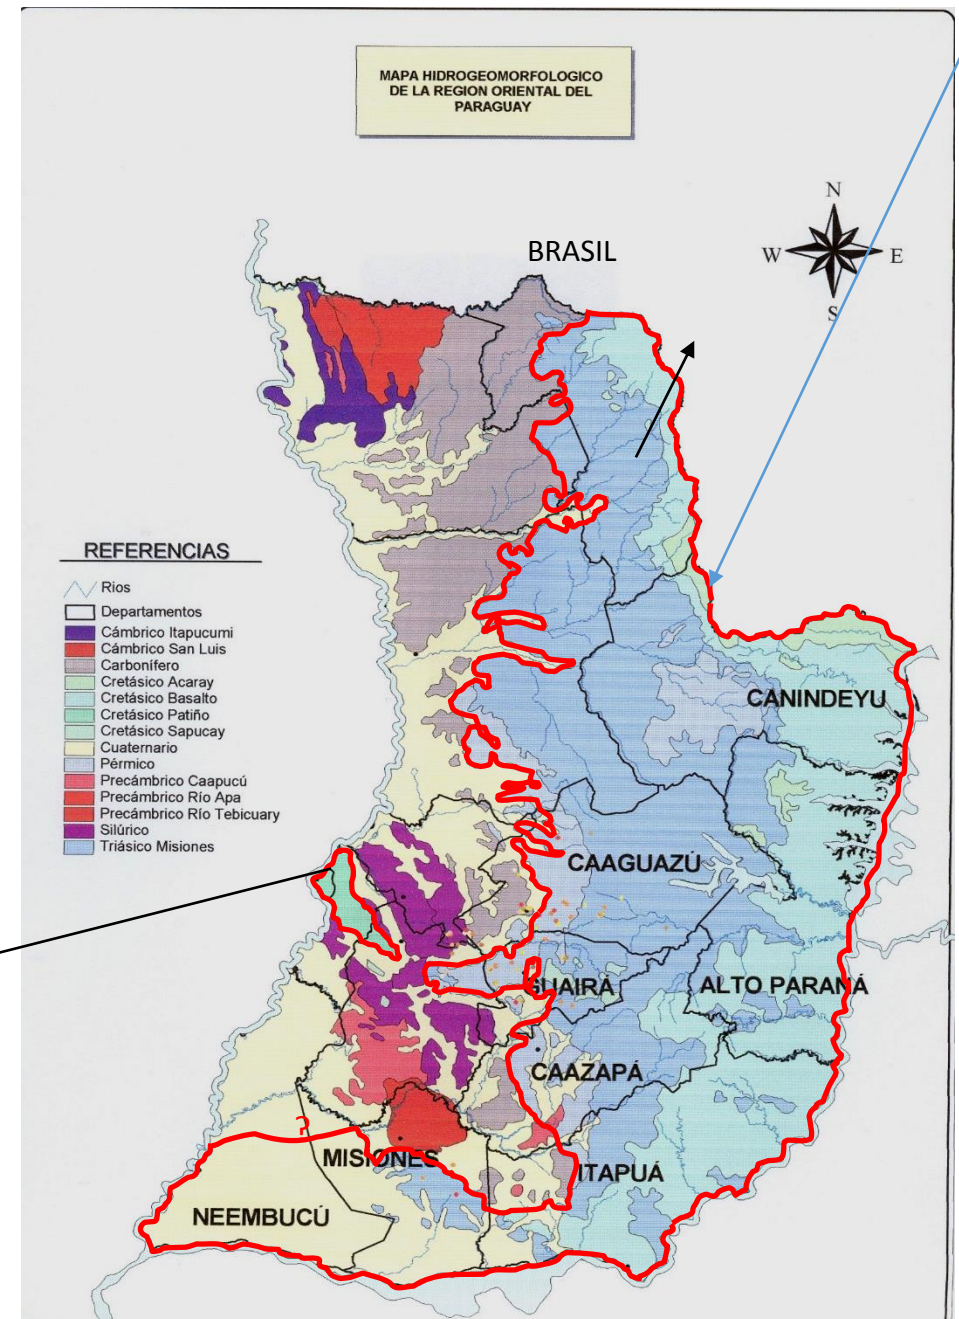 MAPA HIDROGEOMORFOLOGICO
DE LA REGION ORIENTAL DEL
PARAGUAY
N
BRASIL
W
E
S
REFERENCIAS
Rios
Departamentos
Cámbrico Itapucumi
Cámbrico San Luis
Carbonífero
Cretásico Acaray
Cretásico Basalto
Cretásico Patiño
Cretásico Sapucay
Cuaternario
Pérmico
Precámbrico Caapucú
Precámbrico Río Apa
Precámbrico Río Tebicuary
Silúrico
Triásico Misiones
CANINDEYU
CAAGUAZÚ
GUAIRÁ
ALTO PARANÁ
CAAZAPÁ
?
MISIONES
ITAPUÁ
NEEMBUCÚ